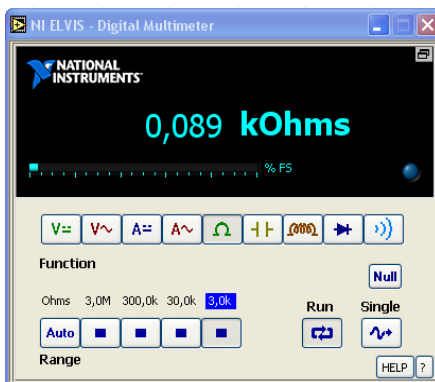 NI ELVIS - Digital Multimeter
NATIONAL
INSTRUMENTS
0,089 kOhms
% FS
V= V~ A= A~ Ω
Function
Null
Ohms 3,0M 300,0k 30,0k 3,0k
Run Single
Auto
Range
HELP ?